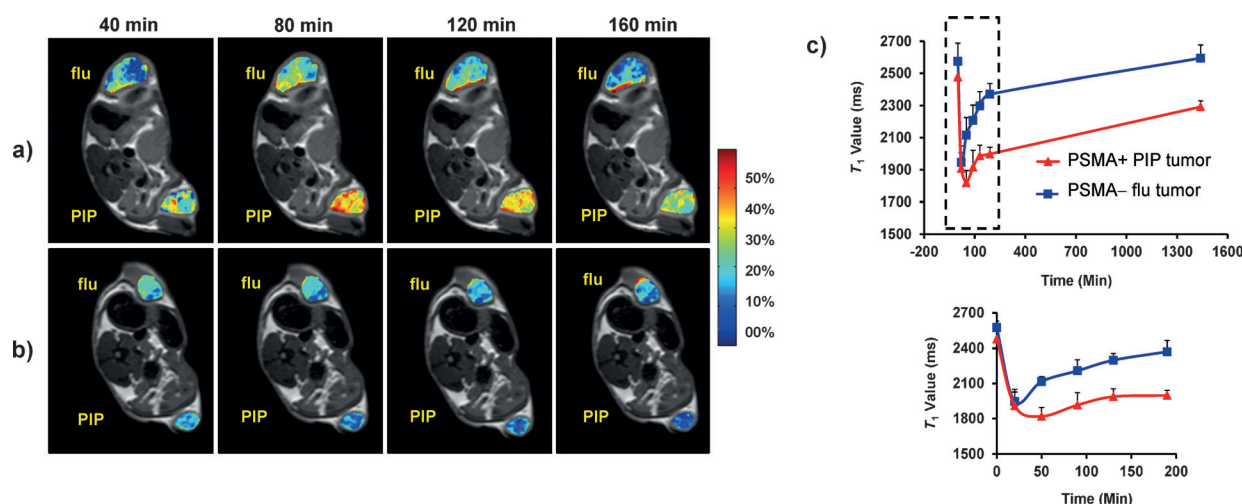 40 min 80 min 120 min 160 min
a)
flu flu flu flu
PIP PIP PIP PIP
b)
flu flu flu flu
PIP PIP PIP PIP
50%
40%
30%
20%
10%
00%
c)
2700
2500
2300
2100
1900
1700
1500
T1 Value (ms)
PSMA+ PIP tumor
PSMA– flu tumor
-200 100 400 700 1000 1300 1600
Time (Min)
2700
2400
2100
1800
1500
T1 Value (ms)
0 50 100 150 200
Time (Min)